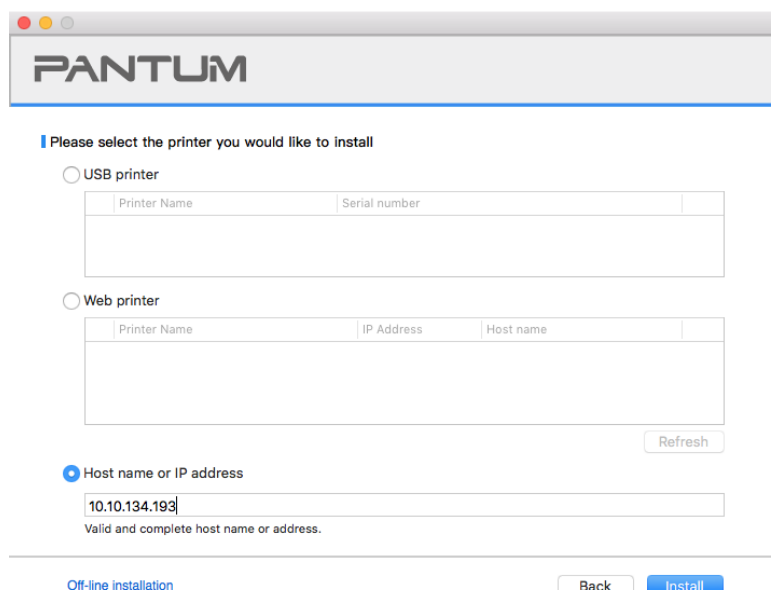 PANTUM
Please select the printer you would like to install
USB printer
Printer Name Serial number
Web printer
Printer Name IP Address Host name
Refresh
Host name or IP address
10.10.134.193
Valid and complete host name or address.
Off-line installation Back Install